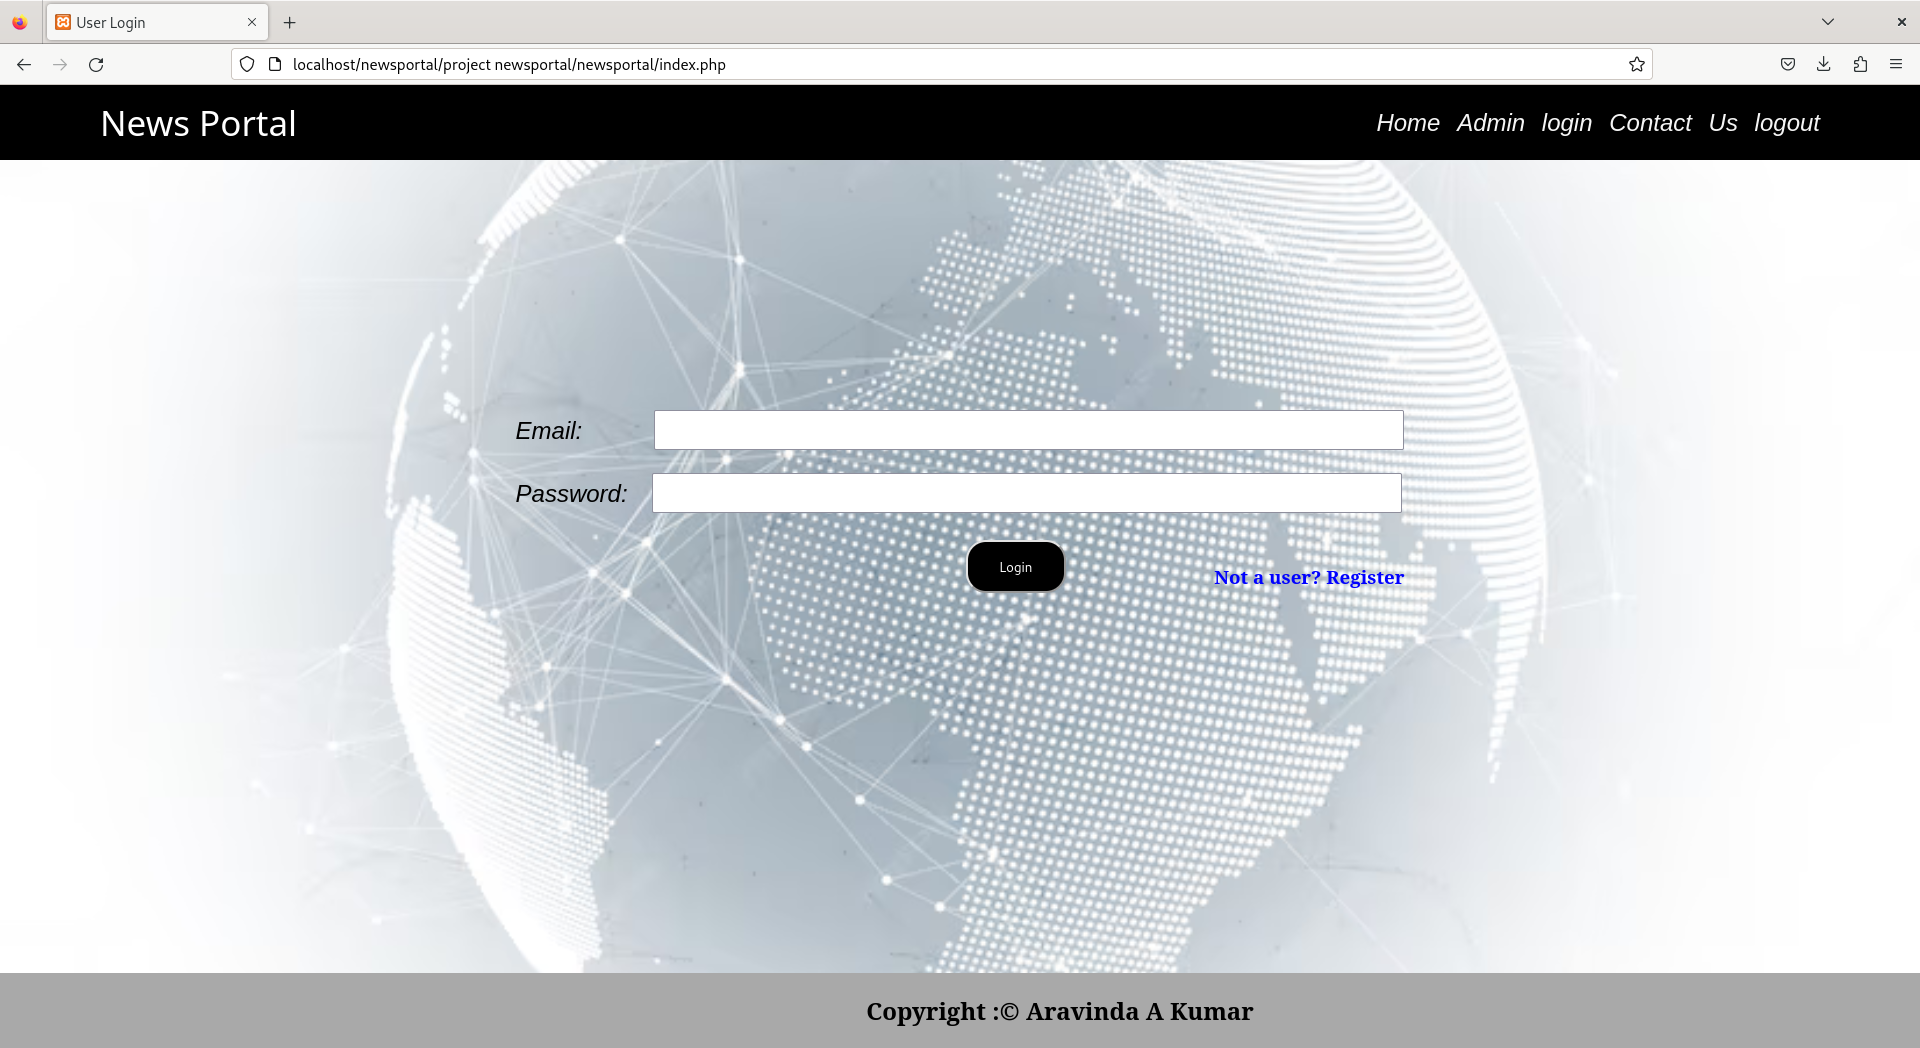 User Login
localhost/newsportal/project newsportal/newsportal/index.php
News Portal
Home Admin login Contact Us logout
Email:
Password:
Login
Not a user? Register
Copyright :© Aravinda A Kumar